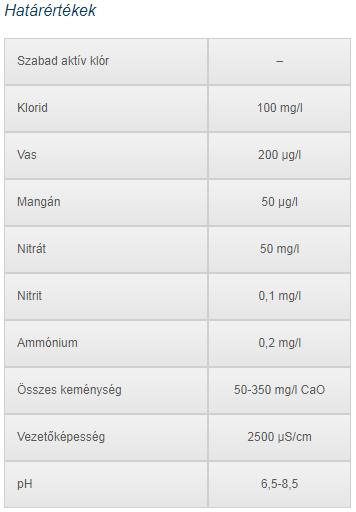 Határértékek
Szabad aktív klór –
Klorid 100 mg/l
Vas 200 µg/l
Mangán 50 µg/l
Nitrát 50 mg/l
Nitrit 0,1 mg/l
Ammónium 0,2 mg/l
Összes keménység 50-350 mg/l CaO
Vezetőképesség 2500 µS/cm
pH 6,5-8,5